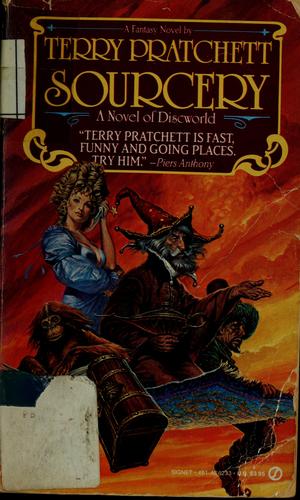 A Fantasy Novel by
TERRY PRATCHETT
SOURCERY
A Novel of Discworld
“TERRY PRATCHETT IS FAST,
FUNNY AND GOING PLACES.
TRY HIM.” –Piers Anthony